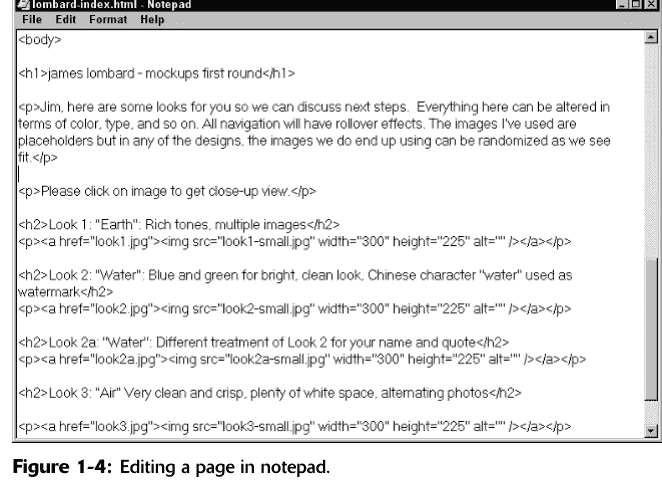 lombard-index.html - Notepad
File Edit Format Help
<body>
<h1>james lombard - mockups first round</h1>
<p>Jim, here are some looks for you so we can discuss next steps.  Everything here can be altered in
terms of color, type, and so on. All navigation will have rollover effects. The images I've used are
placeholders but in any of the designs, the images we do end up using can be randomized as we see
fit.</p>
<p>Please click on image to get close-up view.</p>
<h2>Look 1: "Earth": Rich tones, multiple images</h2>
<p><a href="look1.jpg"><img src="look1-small.jpg" width="300" height="225" alt="" /></a></p>
<h2>Look 2: "Water": Blue and green for bright, clean look, Chinese character "water" used as
watermark</h2>
<p><a href="look2.jpg"><img src="look2-small.jpg" width="300" height="225" alt="" /></a></p>
<h2>Look 2a: "Water": Different treatment of Look 2 for your name and quote</h2>
<p><a href="look2a.jpg"><img src="look2a-small.jpg" width="300" height="225" alt="" /></a></p>
<h2>Look 3: "Air" Very clean and crisp, plenty of white space, alternating photos</h2>
<p><a href="look3.jpg"><img src="look3-small.jpg" width="300" height="225" alt="" /></a></p>
Figure 1-4: Editing a page in notepad.